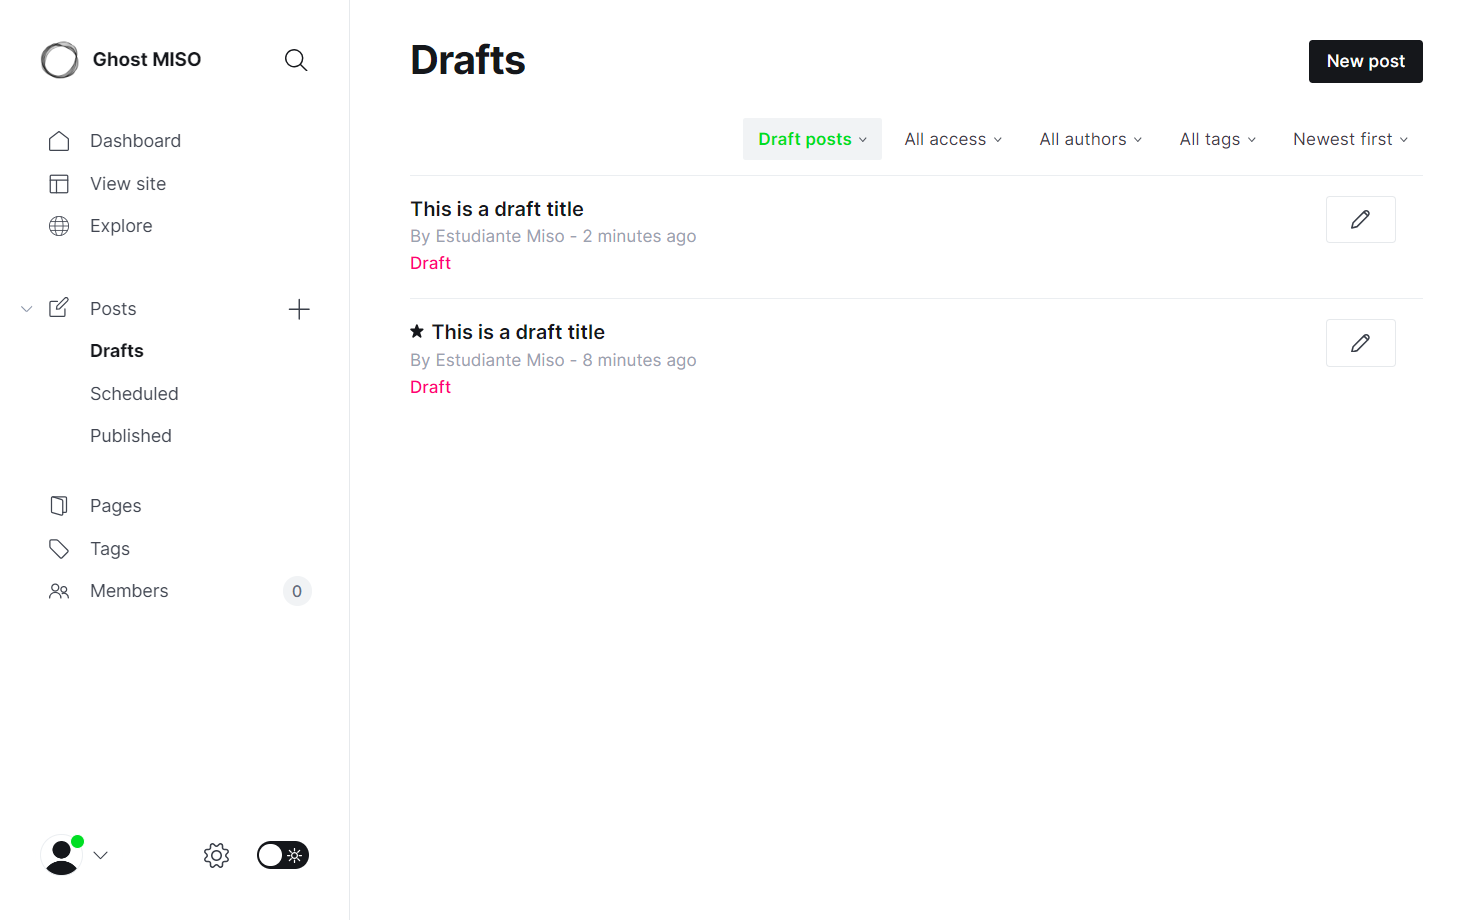 Ghost MISO
Dashboard
View site
Explore
Posts
Drafts
Scheduled
Published
Pages
Tags
Members 0
Drafts
New post
Draft posts All access All authors All tags Newest first
This is a draft title
By Estudiante Miso - 2 minutes ago
Draft
This is a draft title
By Estudiante Miso - 8 minutes ago
Draft